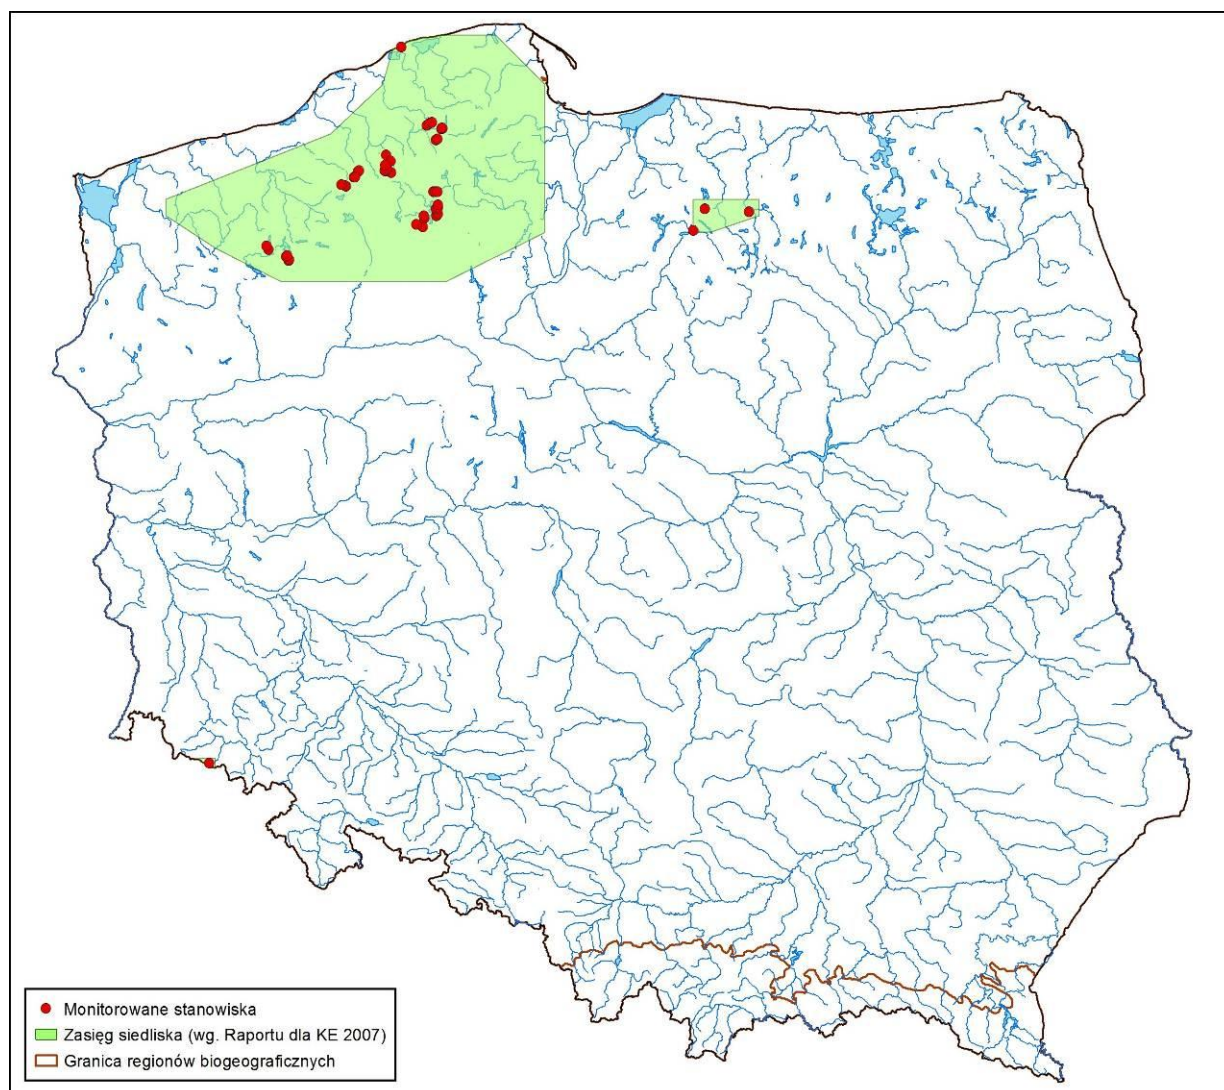 Monitorowane stanowiska
Zasięg siedliska (wg. Raportu dla KE 2007)
Granica regionów biogeograficznych